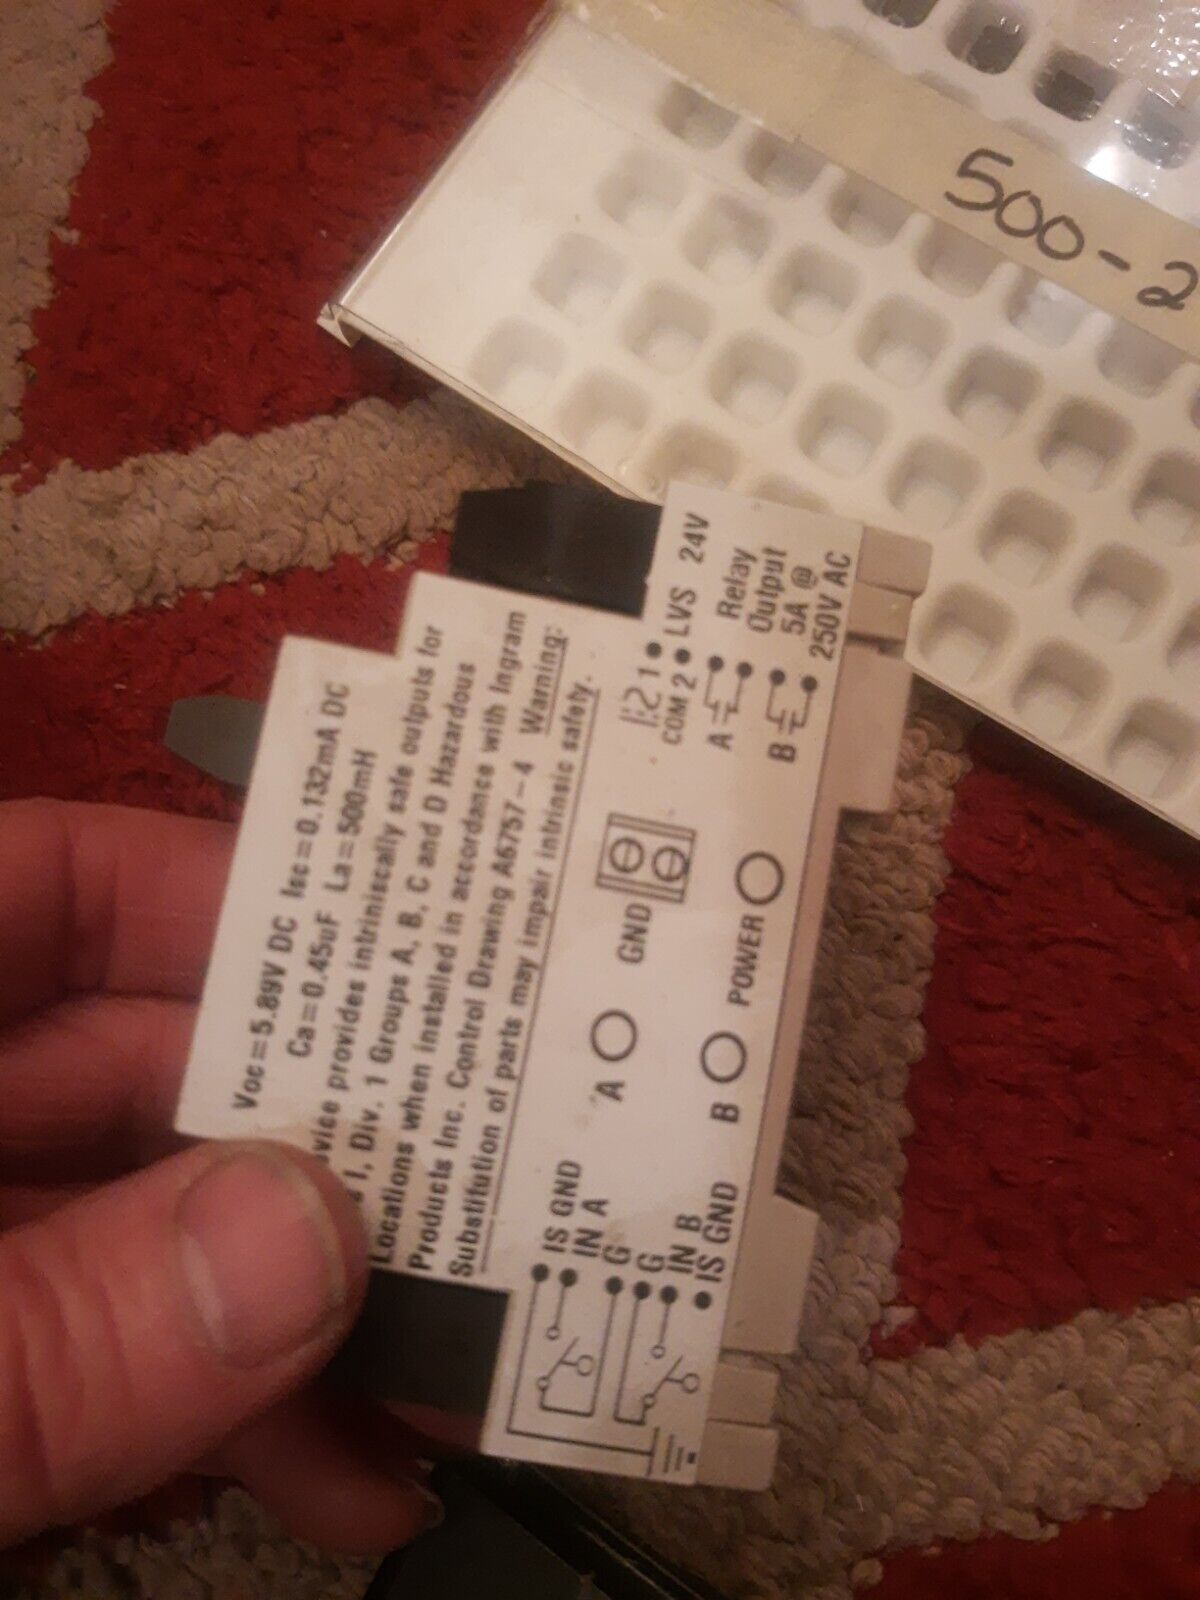 500-2
Voc=5.89V DC Isc=0.132mA DC
Ca=0.45uF La=500mH
vice provides intriniscally safe outputs for
1, Div. 1 Groups A, B, C and D Hazardous
Locations when installed in accordance with Ingram
Products Inc. Control Drawing A6757-4 Warning:
Substitution of parts may impair intrinsic safety.
IS GND
IN A
G
G
IN B
IS GND
A
B
GND
POWER
1
COM 2
LVS 24V
A
B
Relay
Output
5A @
250V AC